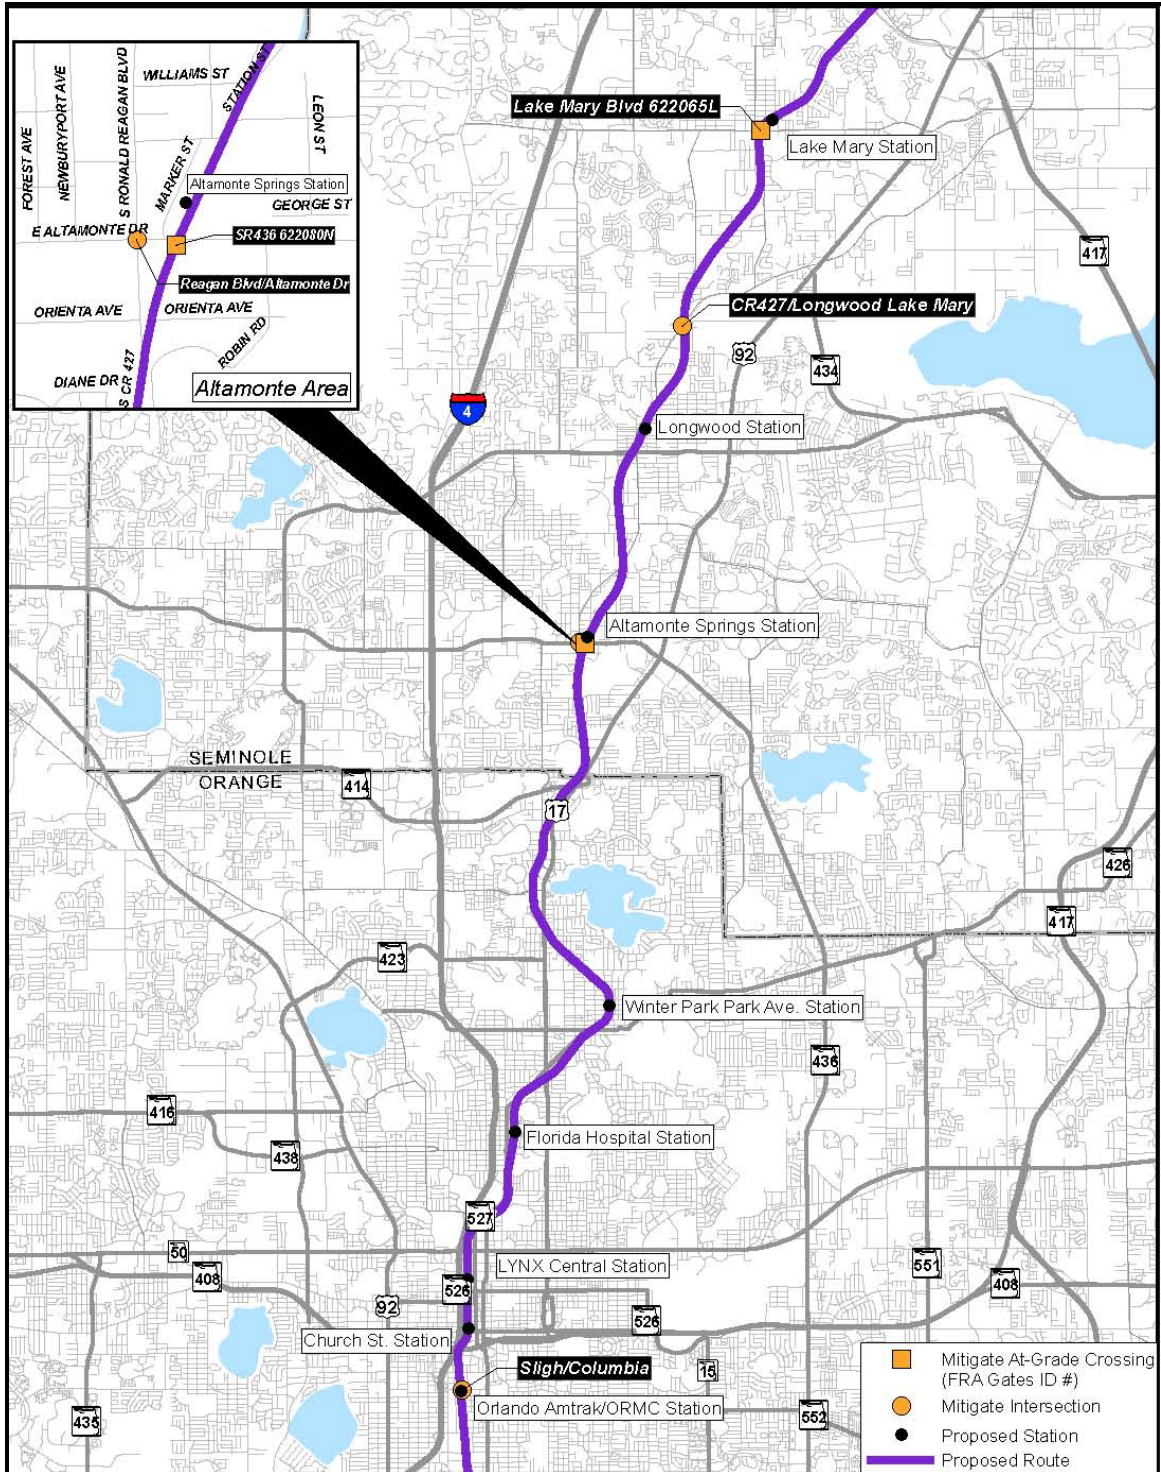 WILLIAMS ST
STATION ST
S RONALD REAGAN BLVD
NEWBURYPORT AVE
FOREST AVE
LEON ST
MARKER ST
Altamonte Springs Station
GEORGE ST
E ALTAMONTE DR
SR436 622080N
Reagan Blvd/Altamonte Dr
ORIENTA AVE
ORIENTA AVE
ROBIN RD
S CR 427
DIANE DR
Altamonte Area
Lake Mary Blvd 622065L
Lake Mary Station
417
CR427/Longwood Lake Mary
92
434
4
Longwood Station
Altamonte Springs Station
SEMINOLE
ORANGE
414
17
426
417
423
Winter Park Park Ave. Station
436
416
Florida Hospital Station
438
527
50
LYNX Central Station
551
408
526
408
92
526
Church St. Station
Sligh/Columbia
15
Orlando Amtrak/ORMC Station
435
552
Mitigate At-Grade Crossing
(FRA Gates ID #)
Mitigate Intersection
Proposed Station
Proposed Route